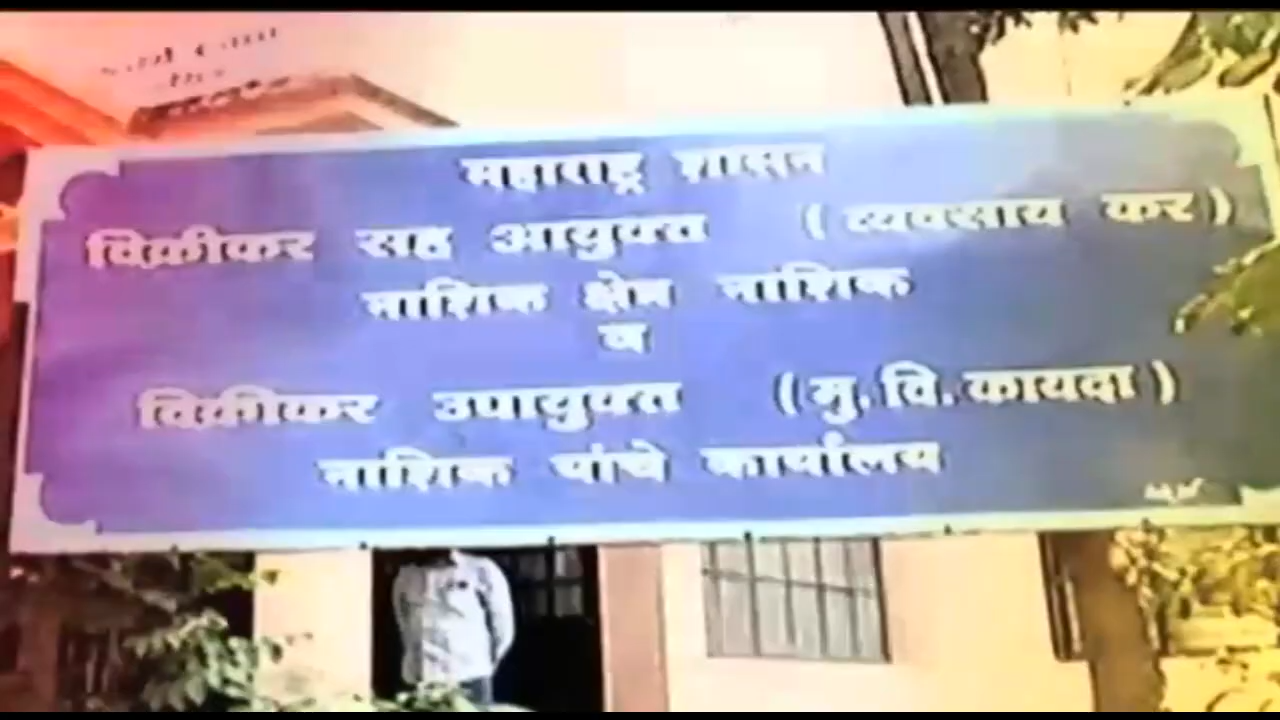 महाराष्ट्र शासन
विक्रीकर सह आयुक्त (व्यवसाय कर)
नाशिक क्षेत्र नाशिक
व
विक्रीकर उपायुक्त (मु.वि.कायदा)
नाशिक यांचे कार्यालय